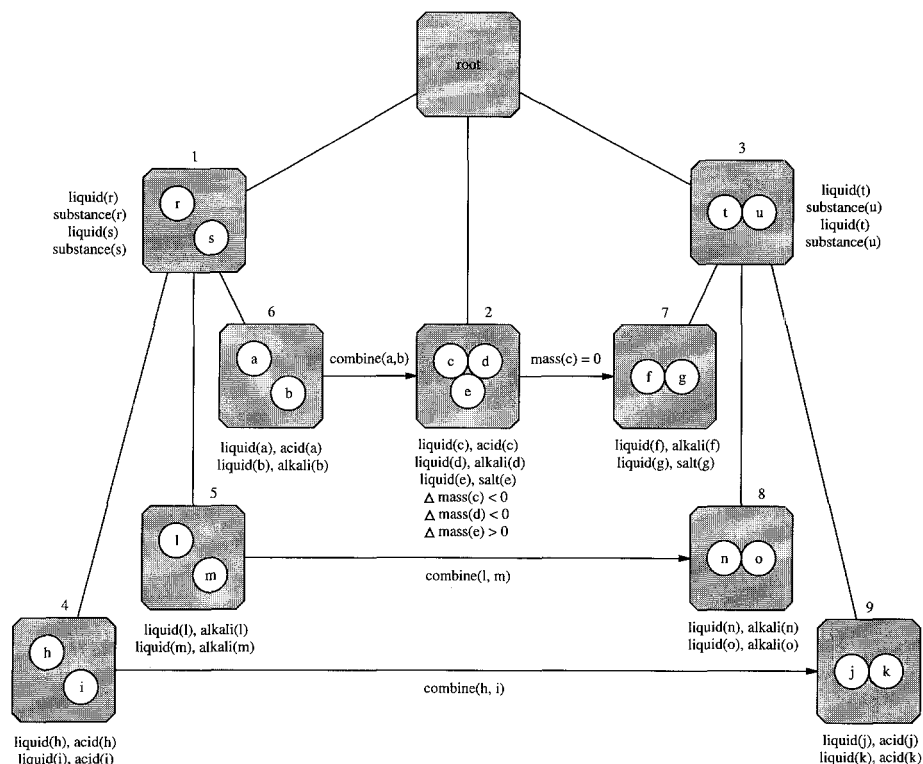 root
1
r
s
liquid(r)
substance(r)
liquid(s)
substance(s)
3
t u
liquid(t)
substance(u)
liquid(t)
substance(u)
6
a
b
liquid(a), acid(a)
liquid(b), alkali(b)
combine(a,b)
2
c d
e
liquid(c), acid(c)
liquid(d), alkali(d)
liquid(e), salt(e)
Δ mass(c) < 0
Δ mass(d) < 0
Δ mass(e) > 0
mass(c) = 0
7
f g
liquid(f), alkali(f)
liquid(g), salt(g)
5
l
m
liquid(l), alkali(l)
liquid(m), alkali(m)
combine(l, m)
8
n o
liquid(n), alkali(n)
liquid(o), alkali(o)
4
h
i
liquid(h), acid(h)
liquid(i), acid(i)
combine(h, i)
9
j k
liquid(j), acid(j)
liquid(k), acid(k)